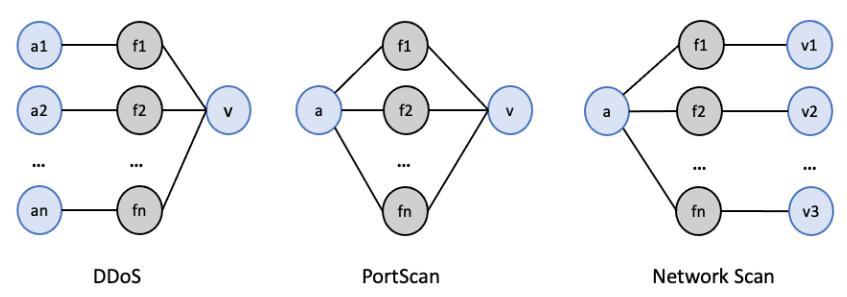 a1 f1 f1 f1 v1
a2 f2 v a f2 v a f2 v2
... ... ... ... ...
an fn fn fn v3
DDoS PortScan Network Scan